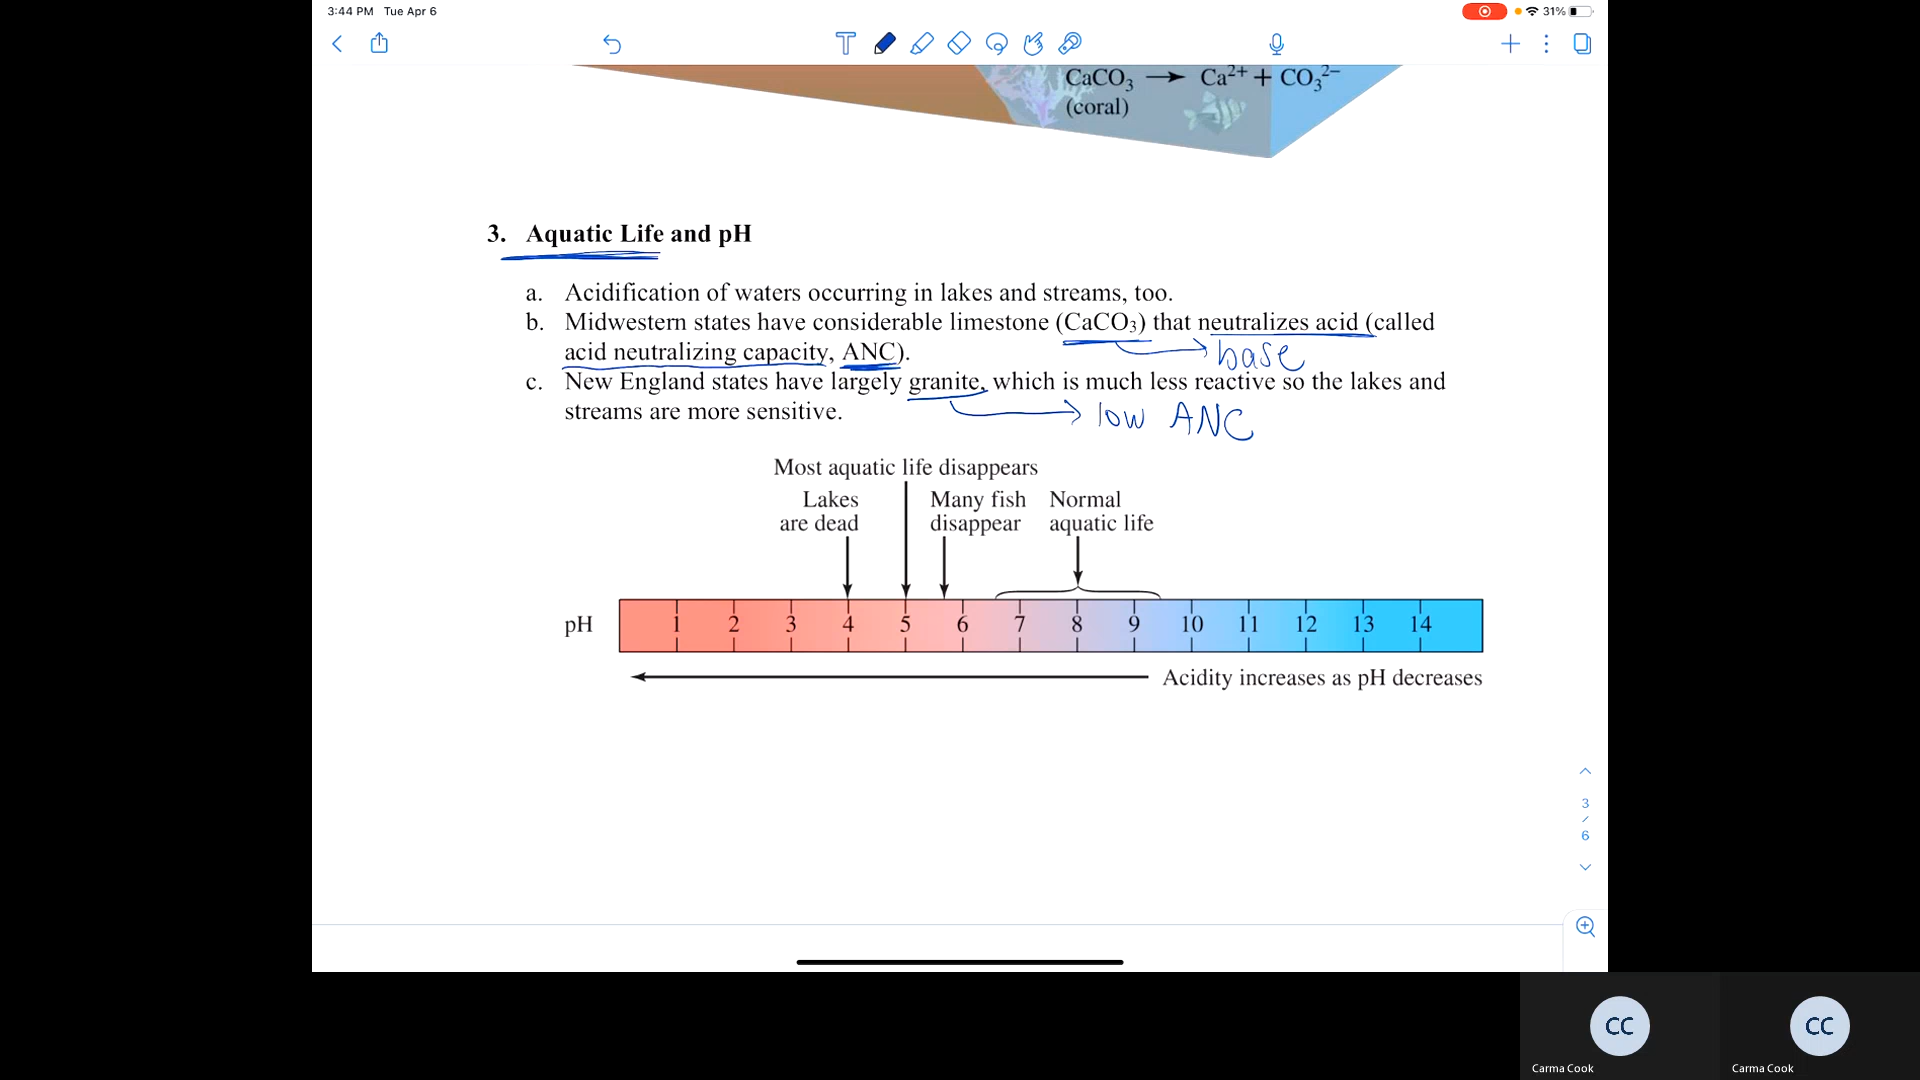 3:44 PM Tue Apr 6
31%
T
CaCO₃ → Ca²⁺ + CO₃²⁻
(coral)
3. Aquatic Life and pH
a. Acidification of waters occurring in lakes and streams, too.
b. Midwestern states have considerable limestone (CaCO₃) that neutralizes acid (called
acid neutralizing capacity, ANC).
base
c. New England states have largely granite, which is much less reactive so the lakes and
streams are more sensitive.
low ANC
Most aquatic life disappears
Lakes
are dead
Many fish
disappear
Normal
aquatic life
pH 1 2 3 4 5 6 7 8 9 10 11 12 13 14
Acidity increases as pH decreases
3
/
6
CC
Carma Cook
CC
Carma Cook